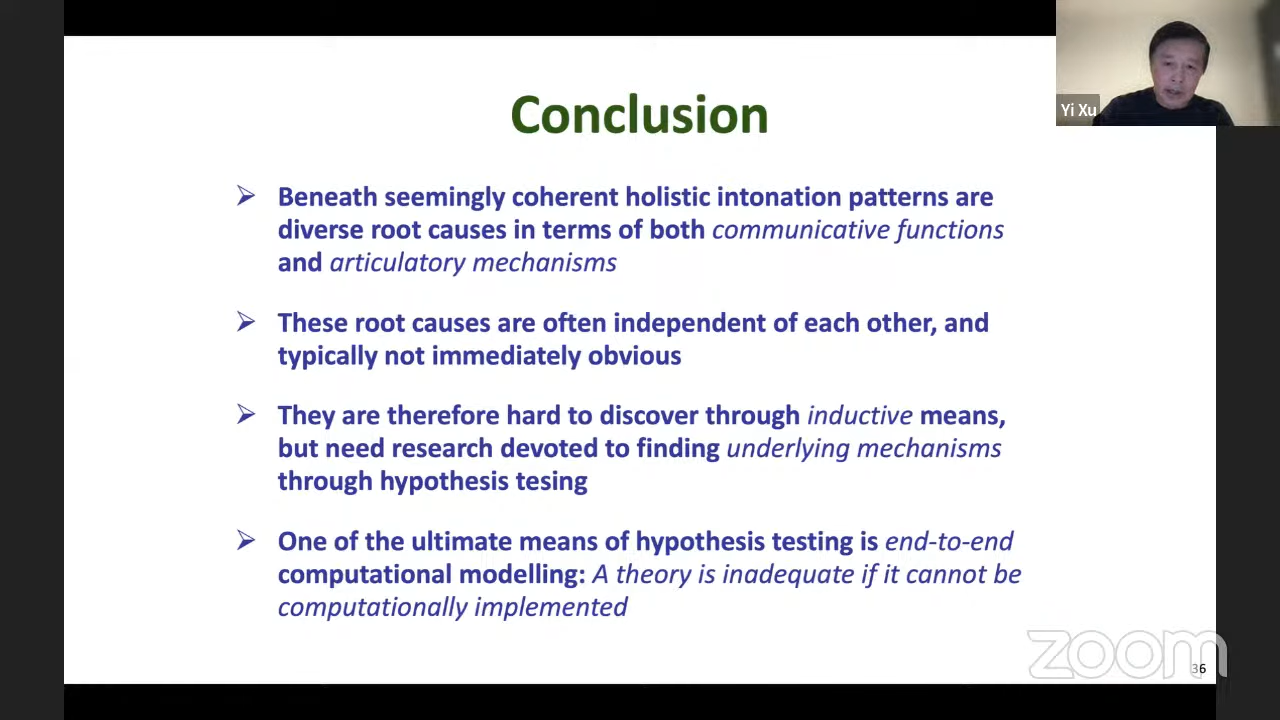 Conclusion
Yi Xu
➢ Beneath seemingly coherent holistic intonation patterns are
diverse root causes in terms of both communicative functions
and articulatory mechanisms
➢ These root causes are often independent of each other, and
typically not immediately obvious
➢ They are therefore hard to discover through inductive means,
but need research devoted to finding underlying mechanisms
through hypothesis tesing
➢ One of the ultimate means of hypothesis testing is end-to-end
computational modelling: A theory is inadequate if it cannot be
computationally implemented
zoom
36